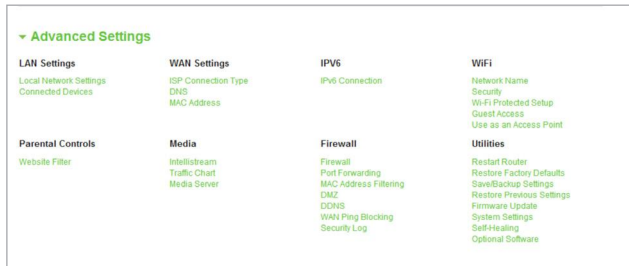 Advanced Settings
LAN Settings
Local Network Settings
Connected Devices
WAN Settings
ISP Connection Type
DNS
MAC Address
IPV6
IPv6 Connection
WiFi
Network Name
Security
Wi-Fi Protected Setup
Guest Access
Use as an Access Point
Parental Controls
Website Filter
Media
Intellistream
Traffic Chart
Media Server
Firewall
Firewall
Port Forwarding
MAC Address Filtering
DMZ
DDNS
WAN Ping Blocking
Security Log
Utilities
Restart Router
Restore Factory Defaults
Save/Backup Settings
Restore Previous Settings
Firmware Update
System Settings
Self-Healing
Optional Software